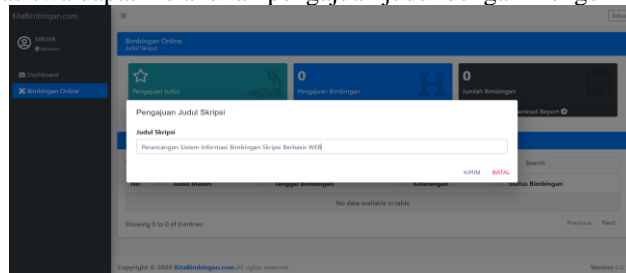 dapat
pengajuan
KitaBimbingan.com
Bimbingan Online
Judul Skripsi
Dashboard
Bimbingan Online
Pengajuan Judul
0
Pengajuan Bimbingan
0
Jumlah Bimbingan
Report
Pengajuan Judul Skripsi
Judul Skripsi
Perancangan Sistem Informasi Bimbingan Skripsi Berbasis WEB
KIRIM BATAL
Search
No Judul Materi Tanggal Bimbingan Keterangan Status Bimbingan
No data available in table
Showing 0 to 0 of 0 entries
Previous Next
Copyright © 2020 KitaBimbingan.com. All rights reserved.
Version